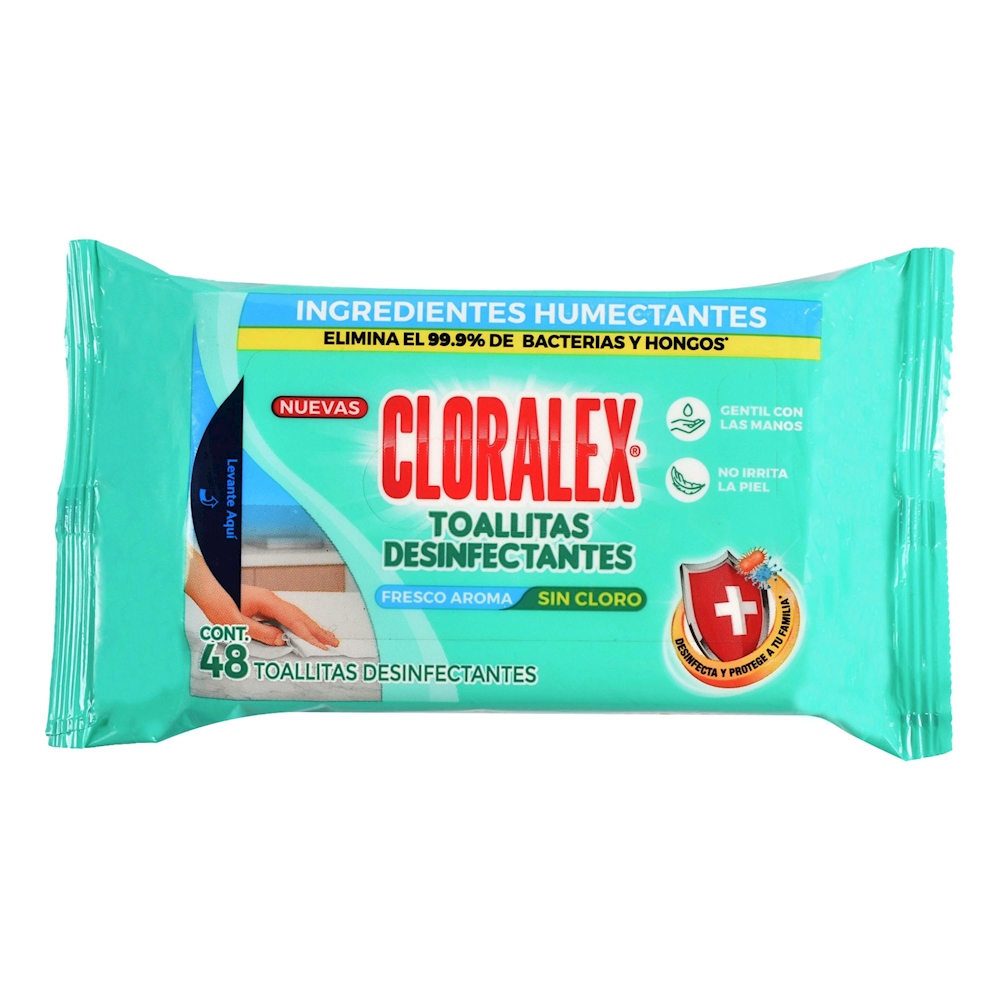 INGREDIENTES HUMECTANTES
ELIMINA EL 99.9% DE BACTERIAS Y HONGOS*
NUEVAS
CLORALEX®
TOALLITAS
DESINFECTANTES
FRESCO AROMA
SIN CLORO
GENTIL CON
LAS MANOS
NO IRRITA
LA PIEL
Levante Aquí
DESINFECTA Y PROTEGE A TU FAMILIA*
CONT.
48 TOALLITAS DESINFECTANTES